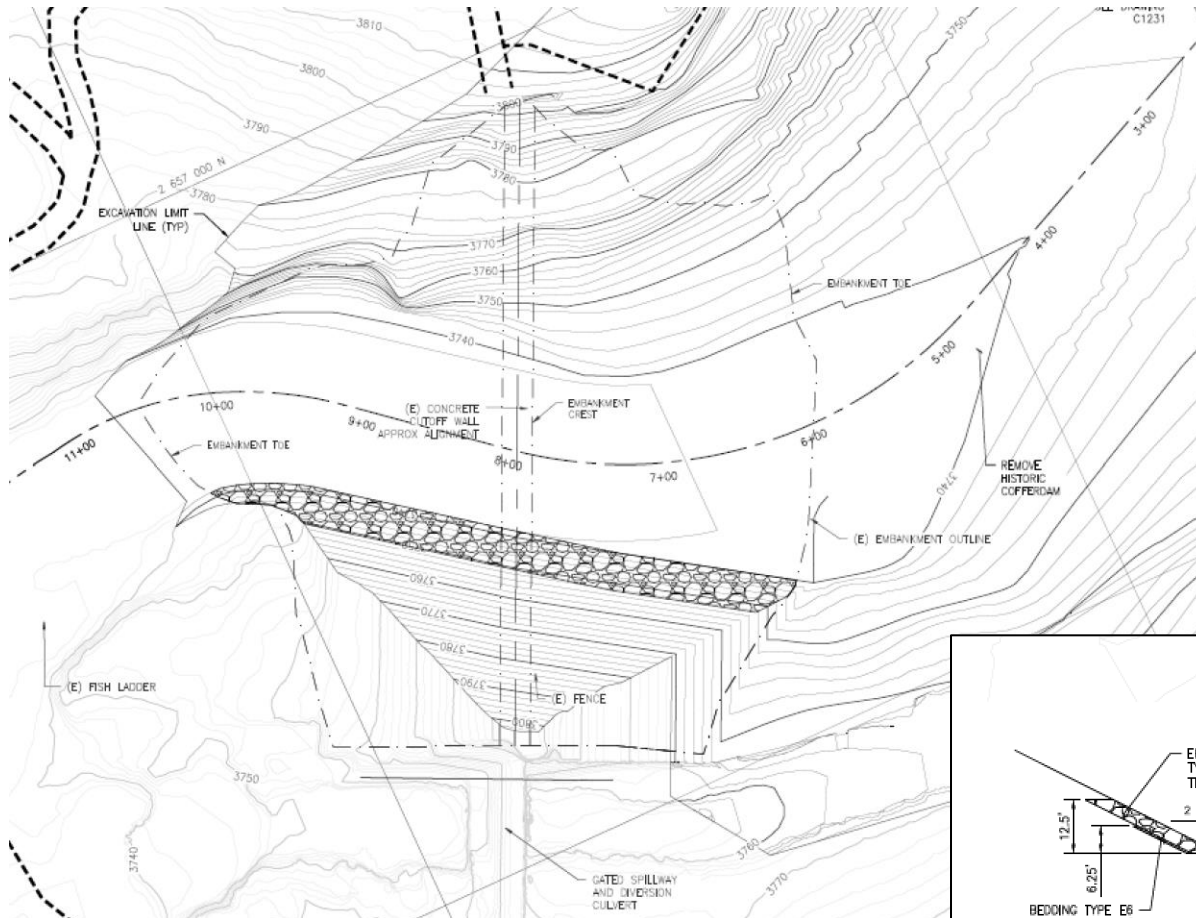 C1231
3810
3750
3800
3+00
3790
3790
3780
2 657 000 N
3780
EXCAVATION LIMIT
LINE (TYP)
4+00
3770
3760
EMBANKMENT TOE
3750
3740
5+00
10+00
(E) CONCRETE
CUTOFF WALL
APPROX ALIGNMENT
EMBANKMENT
CREST
9+00
6+00
11+00
EMBANKMENT TOE
8+00
7+00
REMOVE
HISTORIC
COFFERDAM
3740
(E) EMBANKMENT OUTLINE
3760
3770
3780
3790
(E) FISH LADDER
(E) FENCE
3800
3750
3740
3760
3770
GATED SPILLWAY
AND DIVERSION
CULVERT
2
12.5'
6.25'
BEDDING TYPE E6